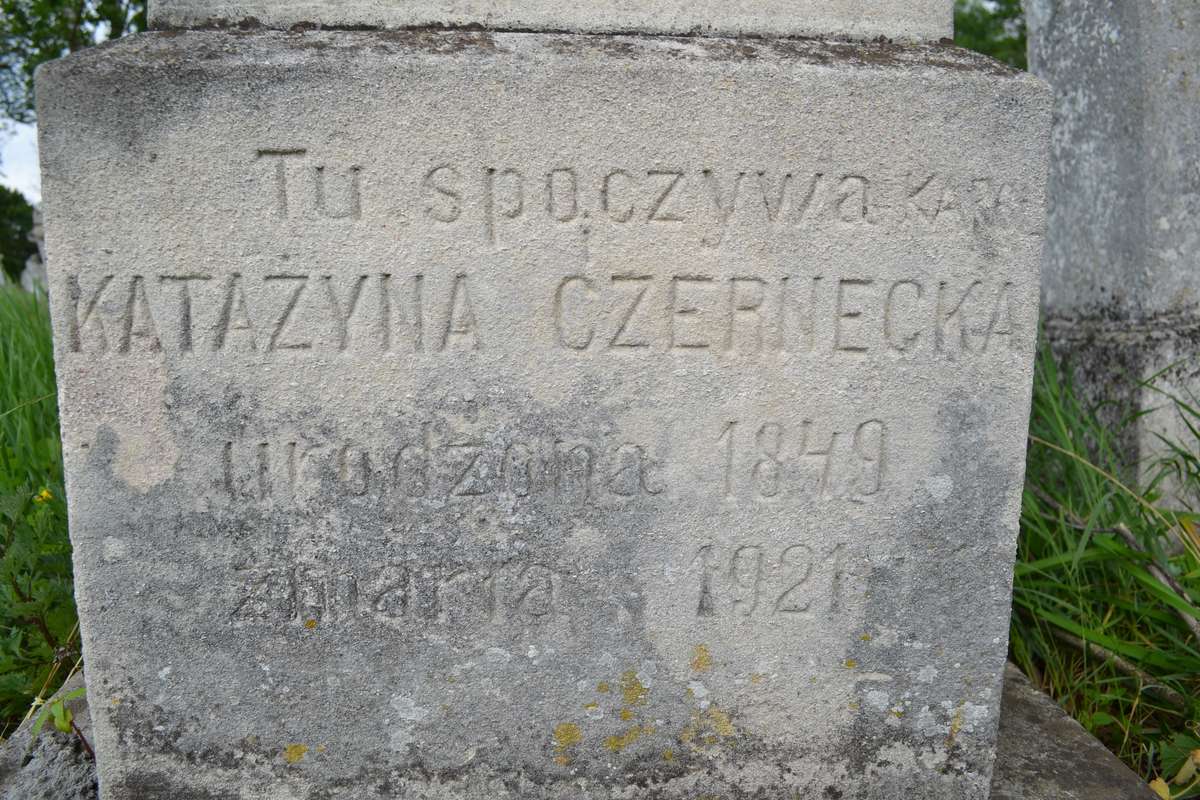 Tu spoczywa
KATAŻYNA CZERNECKA
urodzona 1849
zmarła 1921